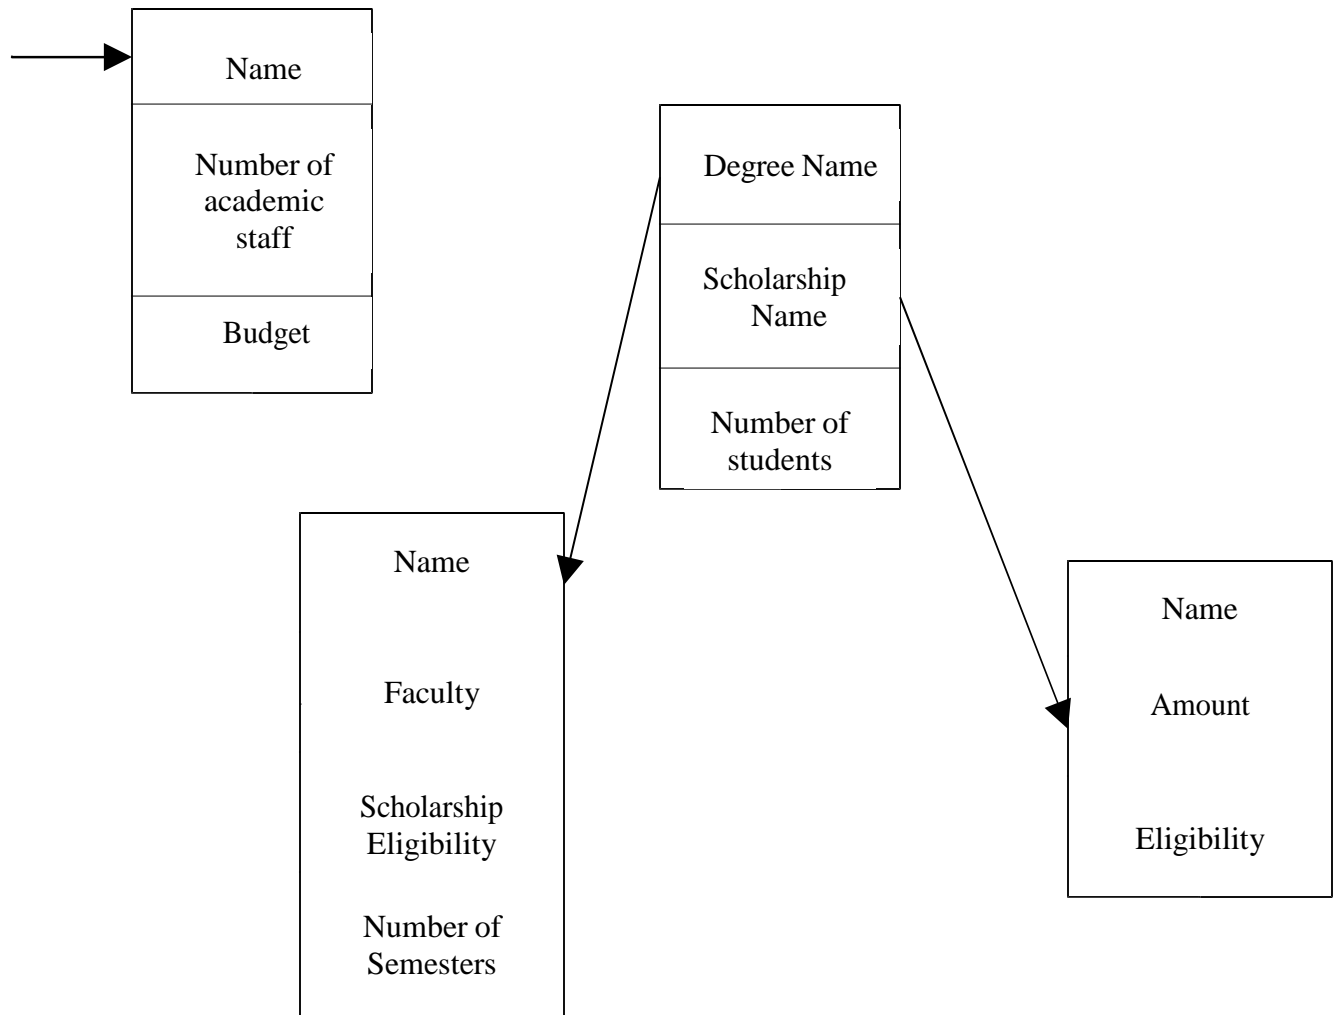 Name
Number of
academic
staff
Budget
Degree Name
Scholarship
Name
Number of
students
Name
Faculty
Scholarship
Eligibility
Number of
Semesters
Name
Amount
Eligibility